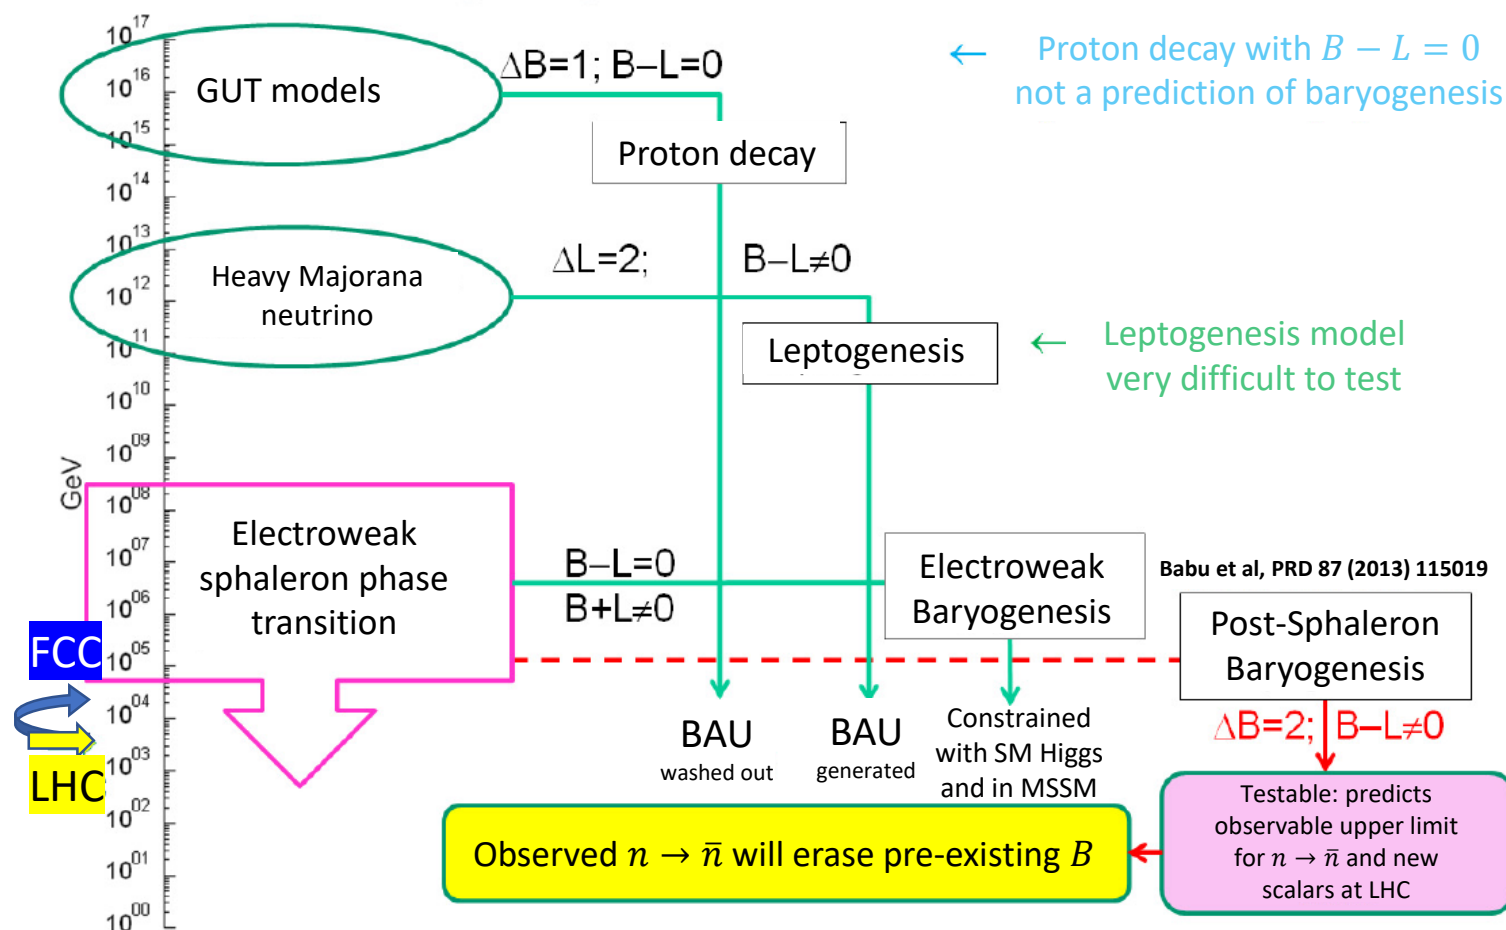 10^17
10^16
10^15
10^14
10^13
10^12
10^11
10^10
10^09
10^08
10^07
10^06
10^05
10^04
10^03
10^02
10^01
10^00
GeV
GUT models
ΔB=1; B–L=0
← Proton decay with B − L = 0
not a prediction of baryogenesis
Proton decay
Heavy Majorana
neutrino
ΔL=2; B–L≠0
Leptogenesis
← Leptogenesis model
very difficult to test
Electroweak
sphaleron phase
transition
B–L=0
B+L≠0
Electroweak
Baryogenesis
Babu et al, PRD 87 (2013) 115019
Post-Sphaleron
Baryogenesis
FCC
LHC
BAU
washed out
BAU
generated
Constrained
with SM Higgs
and in MSSM
ΔB=2; B–L≠0
Testable: predicts
observable upper limit
for n → n̄ and new
scalars at LHC
Observed n → n̄ will erase pre-existing B